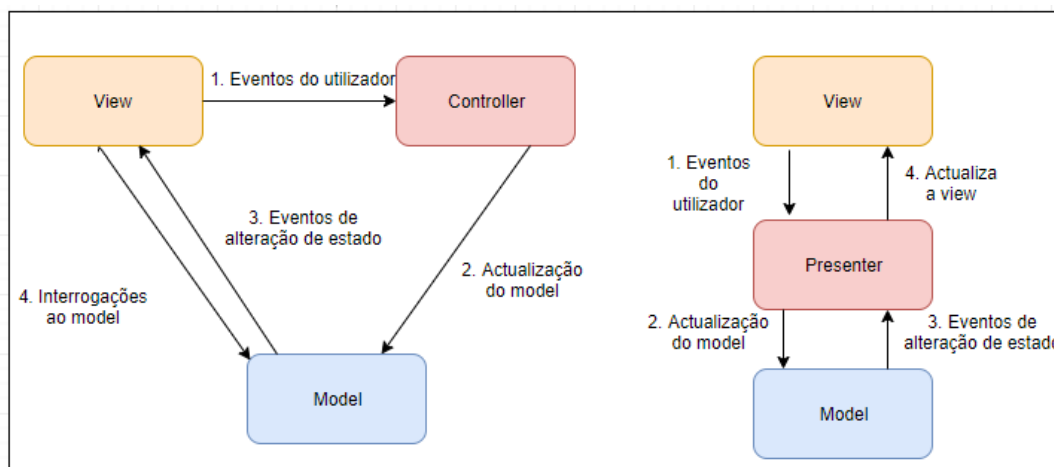 View
1. Eventos do utilizador
Controller
3. Eventos de
alteração de estado
2. Actualização
do model
4. Interrogações
ao model
Model
View
1. Eventos
do
utilizador
4. Actualiza
a view
Presenter
2. Actualização
do model
3. Eventos de
alteração de estado
Model